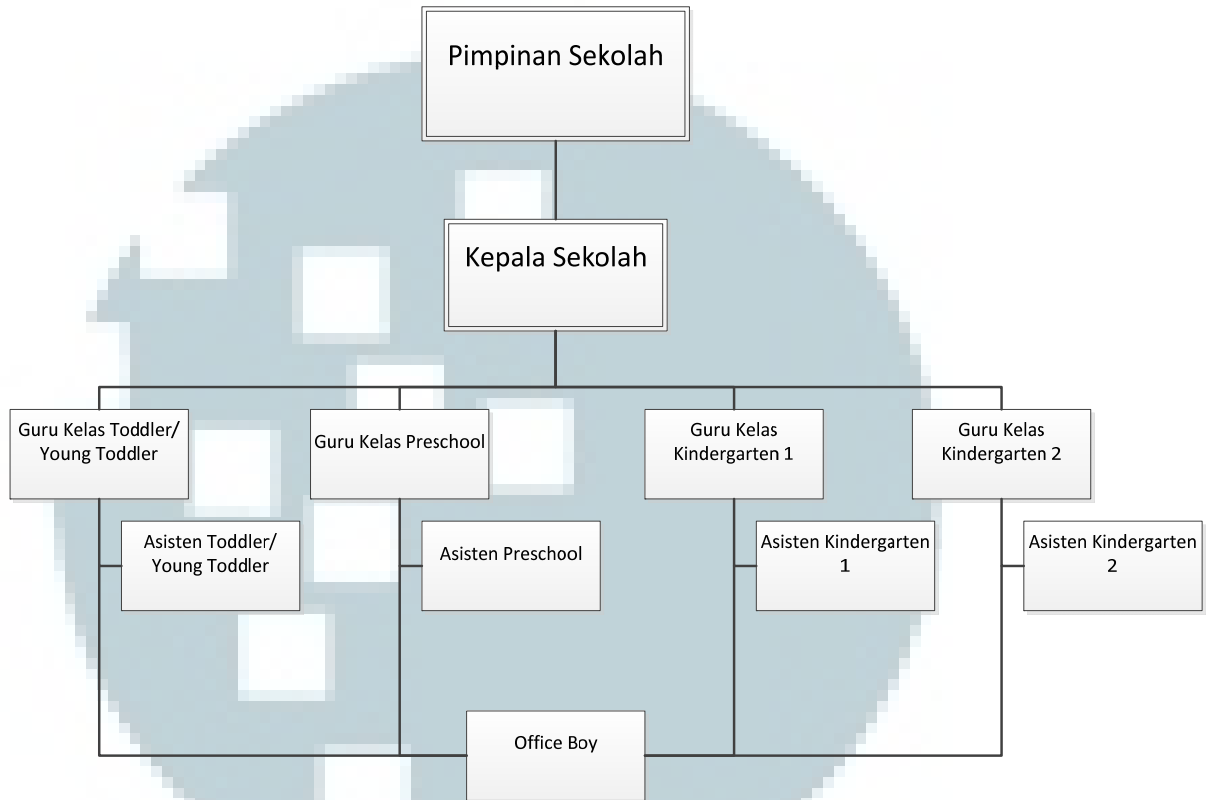 Pimpinan Sekolah
Kepala Sekolah
Guru Kelas Toddler/
Young Toddler
Guru Kelas Preschool
Guru Kelas
Kindergarten 1
Guru Kelas
Kindergarten 2
Asisten Toddler/
Young Toddler
Asisten Preschool
Asisten Kindergarten
1
Asisten Kindergarten
2
Office Boy